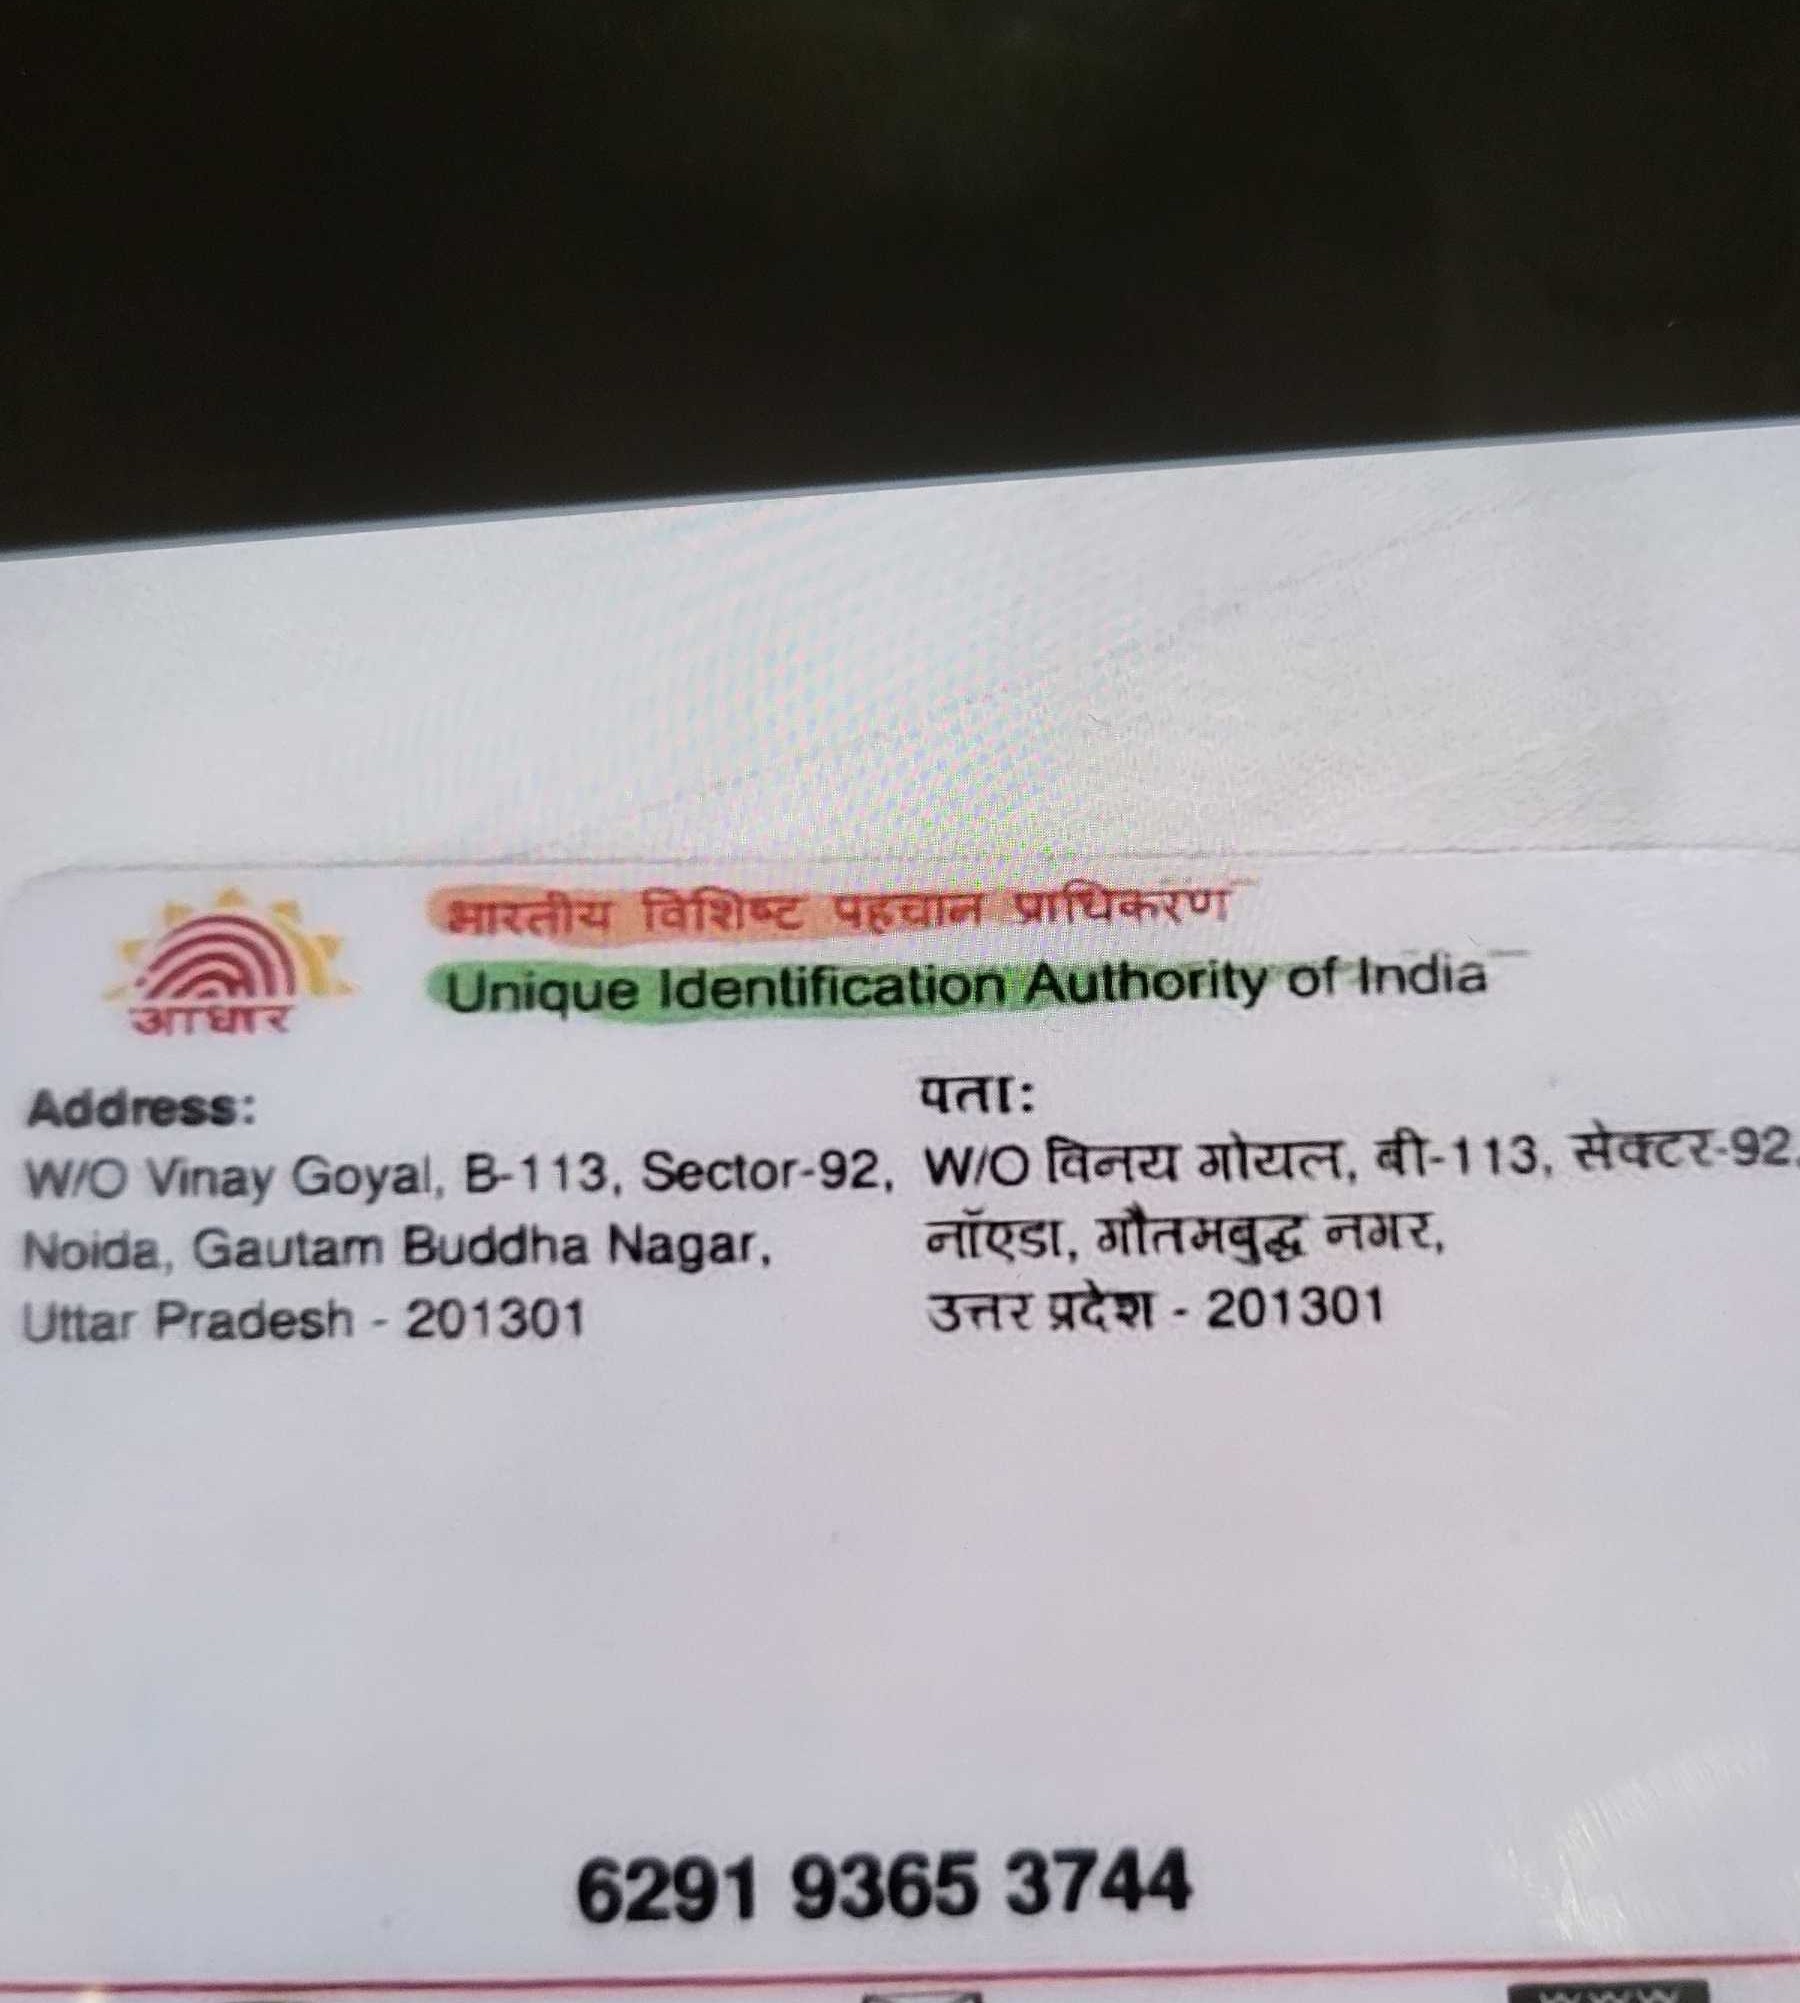 भारतीय विशिष्ट पहचान प्राधिकरण
Unique Identification Authority of India
आधार
Address:
W/O Vinay Goyal, B-113, Sector-92,
Noida, Gautam Buddha Nagar,
Uttar Pradesh - 201301
पता:
W/O विनय गोयल, बी-113, सेक्टर-92,
नॉएडा, गौतमबुद्ध नगर,
उत्तर प्रदेश - 201301
6291 9365 3744
www